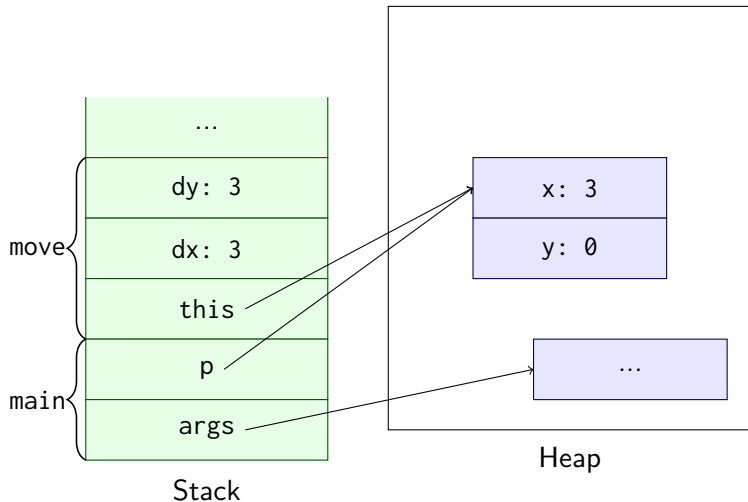 ...
dy: 3
dx: 3
this
p
args
move
main
Stack
x: 3
y: 0
...
Heap